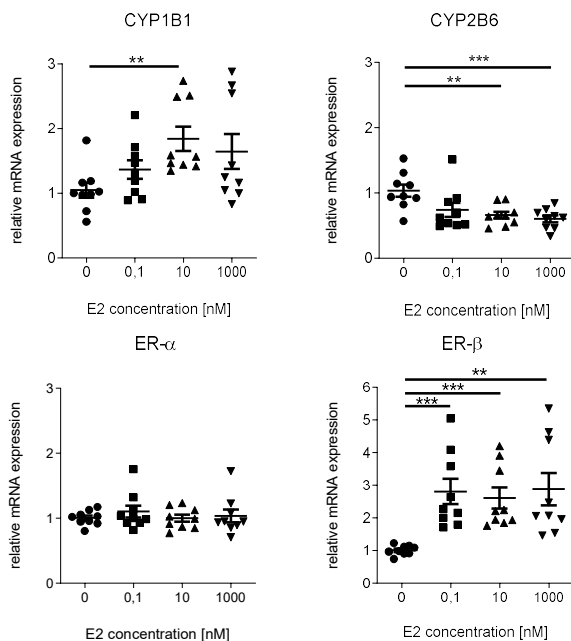 CYP1B1
relative mRNA expression
3
2
1
0
**
0 0,1 10 1000
E2 concentration [nM]
CYP2B6
relative mRNA expression
3
2
1
0
***
**
0 0,1 10 1000
E2 concentration [nM]
ER-α
relative mRNA expression
3
2
1
0
0 0,1 10 1000
E2 concentration [nM]
ER-β
relative mRNA expression
6
5
4
3
2
1
0
**
***
***
0 0,1 10 1000
E2 concentration [nM]